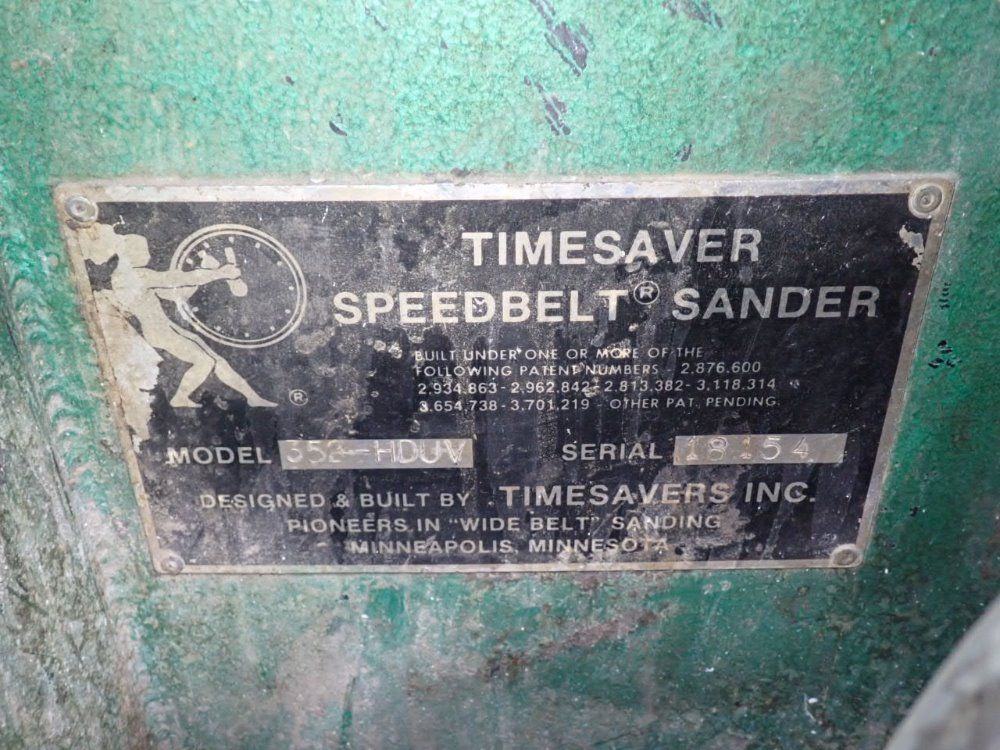 TIMESAVER
SPEEDBELT® SANDER
BUILT UNDER ONE OR MORE OF THE
FOLLOWING PATENT NUMBERS - 2.876.600
2.934.863 - 2.962.842 - 2.813.382 - 3.118.314
3.654.738 - 3.701.219 - OTHER PAT. PENDING.
®
MODEL 352-HDUV SERIAL 18154
DESIGNED & BUILT BY TIMESAVERS INC.
PIONEERS IN "WIDE BELT" SANDING
MINNEAPOLIS, MINNESOTA